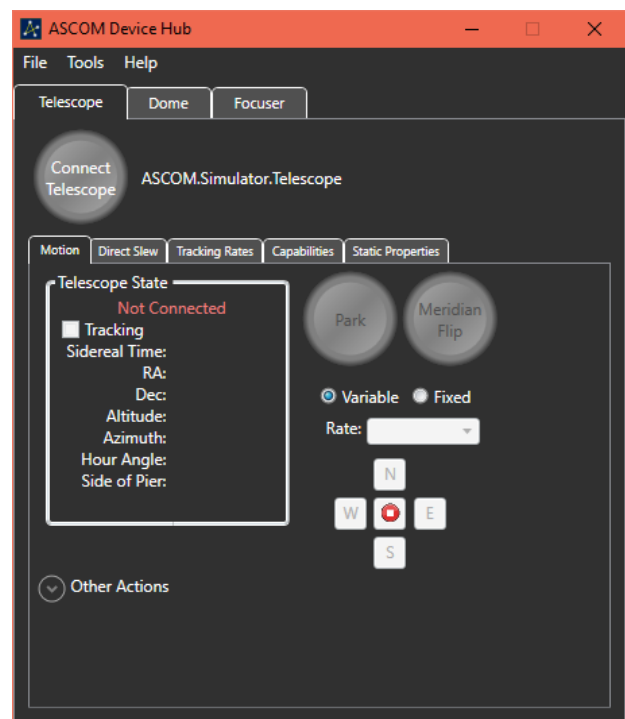 ASCOM Device Hub
File Tools Help
Telescope Dome Focuser
Connect
Telescope
ASCOM.Simulator.Telescope
Motion Direct Slew Tracking Rates Capabilities Static Properties
Telescope State
Not Connected
Tracking
Sidereal Time:
RA:
Dec:
Altitude:
Azimuth:
Hour Angle:
Side of Pier:
Park
Meridian
Flip
Variable Fixed
Rate:
N
W E
S
Other Actions